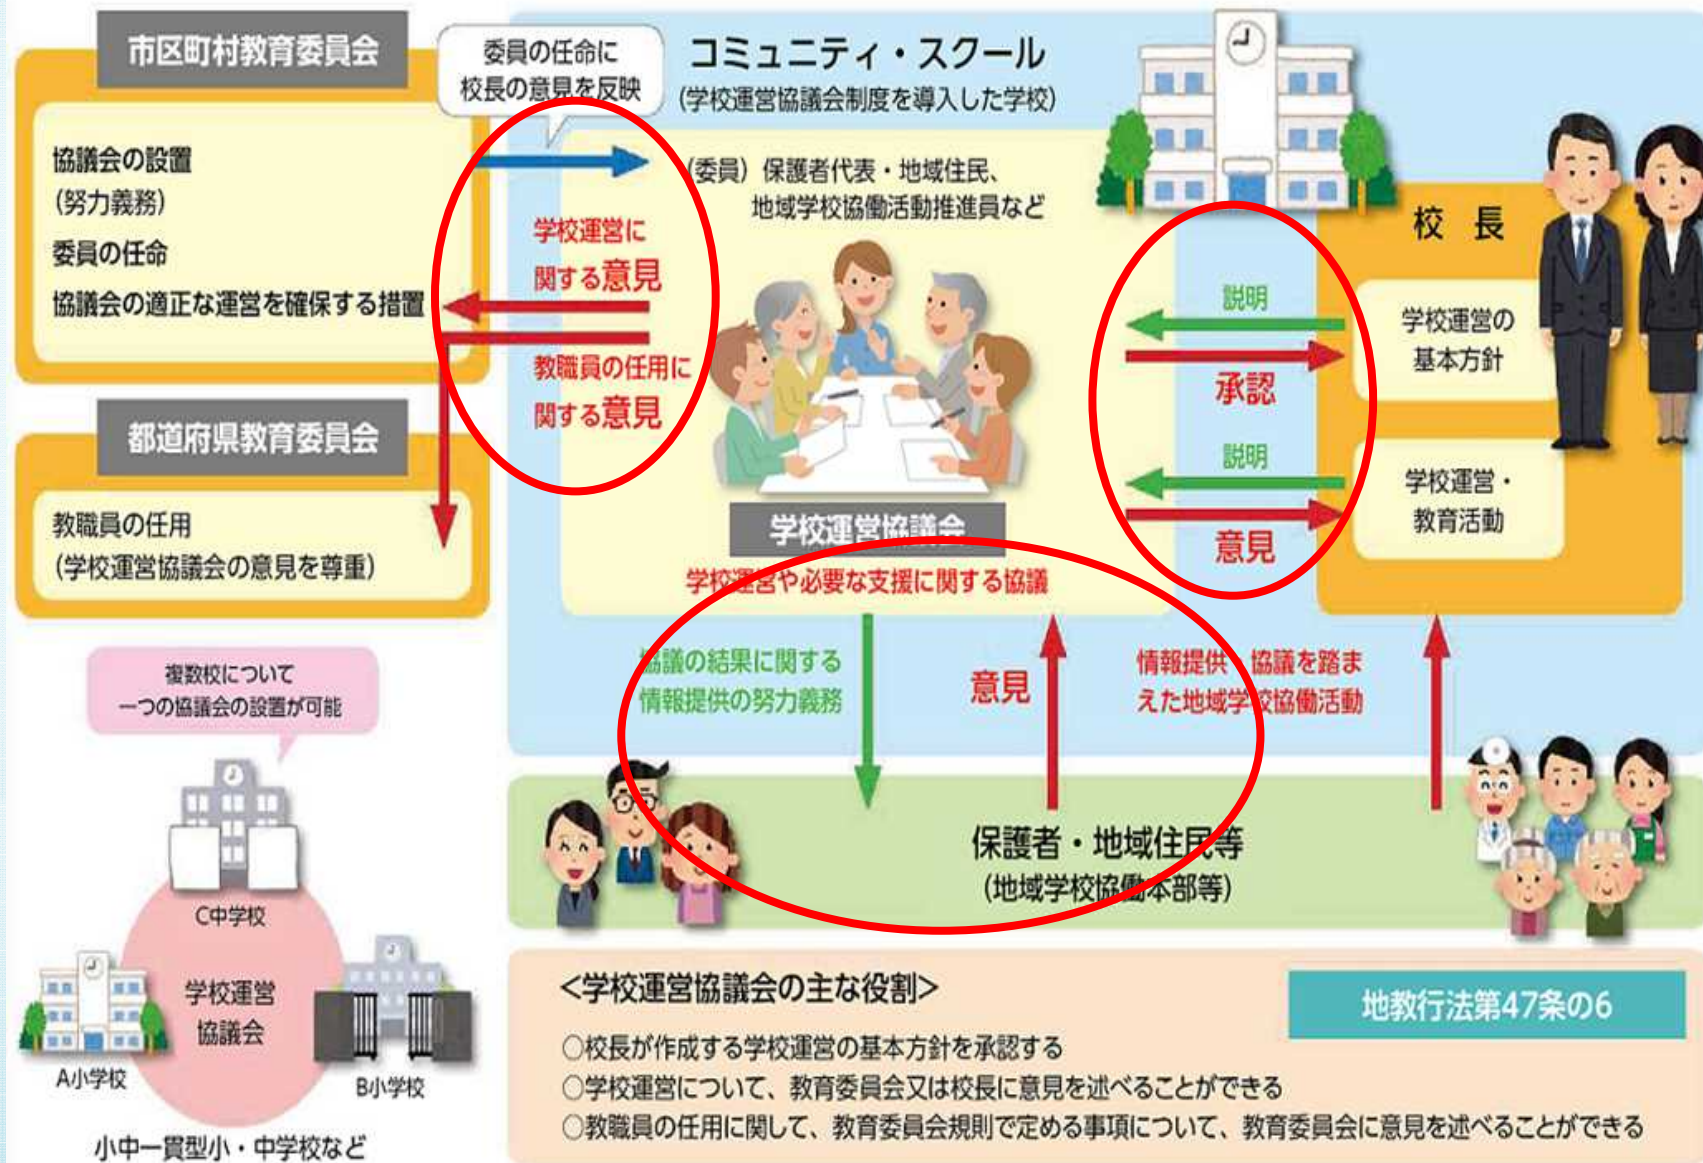 市区町村教育委員会
協議会の設置
(努力義務)
委員の任命
協議会の適正な運営を確保する措置
委員の任命に
校長の意見を反映
コミュニティ・スクール
(学校運営協議会制度を導入した学校)
(委員) 保護者代表・地域住民、
地域学校協働活動推進員など
学校運営に
関する意見
教職員の任用に
関する意見
都道府県教育委員会
教職員の任用
(学校運営協議会の意見を尊重)
学校運営協議会
学校運営や必要な支援に関する協議
説明
承認
説明
意見
校長
学校運営の
基本方針
学校運営・
教育活動
協議の結果に関する
情報提供の努力義務
意見
情報提供・協議を踏ま
えた地域学校協働活動
保護者・地域住民等
(地域学校協働本部等)
複数校について
一つの協議会の設置が可能
C中学校
学校運営
協議会
A小学校
B小学校
小中一貫型小・中学校など
<学校運営協議会の主な役割>
地教行法第47条の6
○校長が作成する学校運営の基本方針を承認する
○学校運営について、教育委員会又は校長に意見を述べることができる
○教職員の任用に関して、教育委員会規則で定める事項について、教育委員会に意見を述べることができる